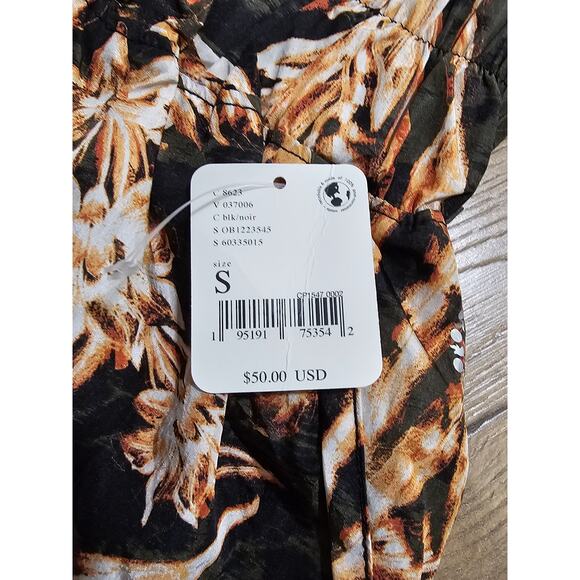 C 8623
V 037006
C blk/noir
S OB1223545
S 60335015
size
S
CP1547 0002
1 95191 75354 2
$50.00 USD